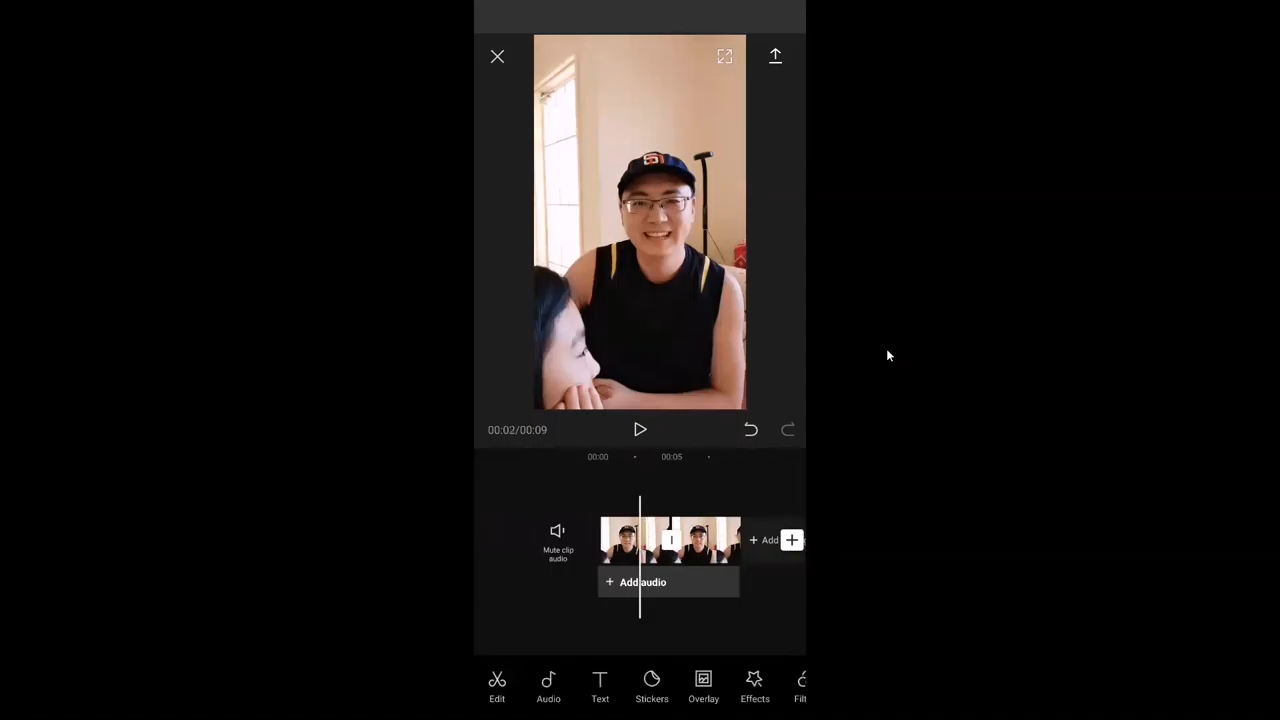 00:02/00:09
00:00
00:05
Mute clip
audio
+ Add
+ Add audio
Edit
Audio
Text
Stickers
Overlay
Effects
Filt